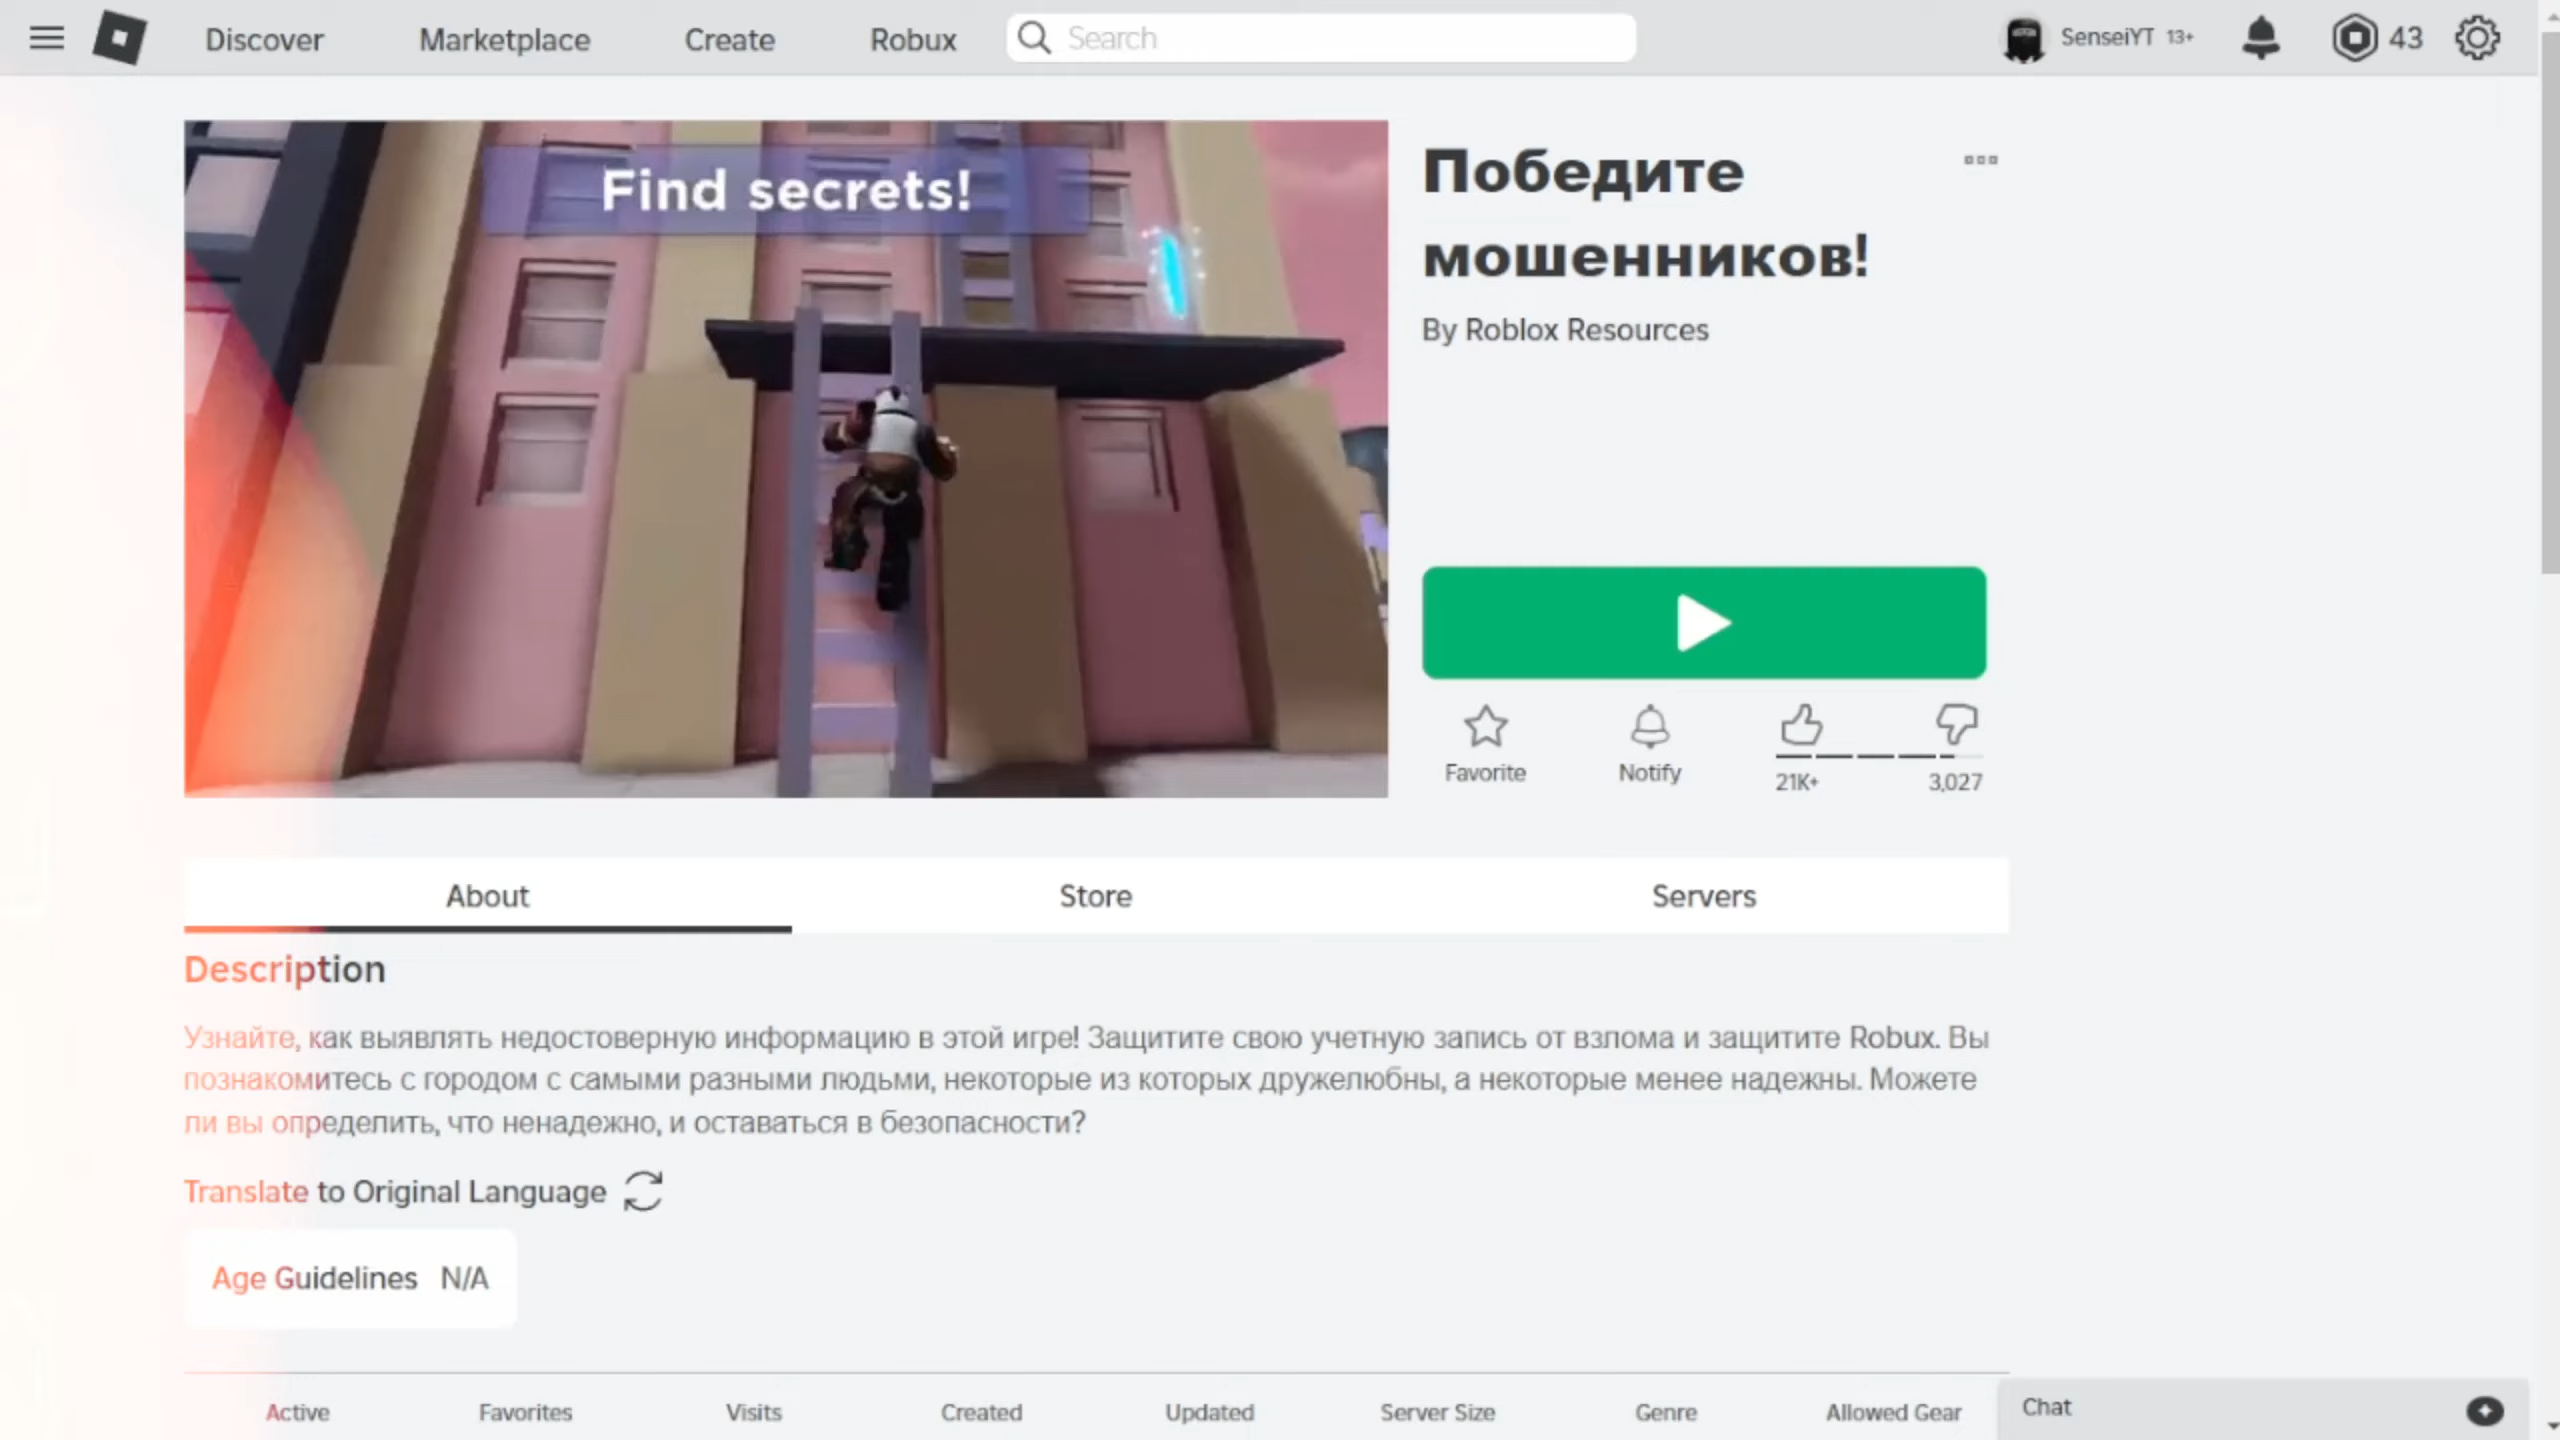 Discover Marketplace Create Robux Search SenseiYT 13+ 43
Find secrets!
Победите
мошенников!
By Roblox Resources
Favorite Notify 21K+ 3,027
About Store Servers
Description
Узнайте, как выявлять недостоверную информацию в этой игре! Защитите свою учетную запись от взлома и защитите Robux. Вы
познакомитесь с городом с самыми разными людьми, некоторые из которых дружелюбны, а некоторые менее надежны. Можете
ли вы определить, что ненадежно, и оставаться в безопасности?
Translate to Original Language
Age Guidelines N/A
Active Favorites Visits Created Updated Server Size Genre Allowed Gear
Chat